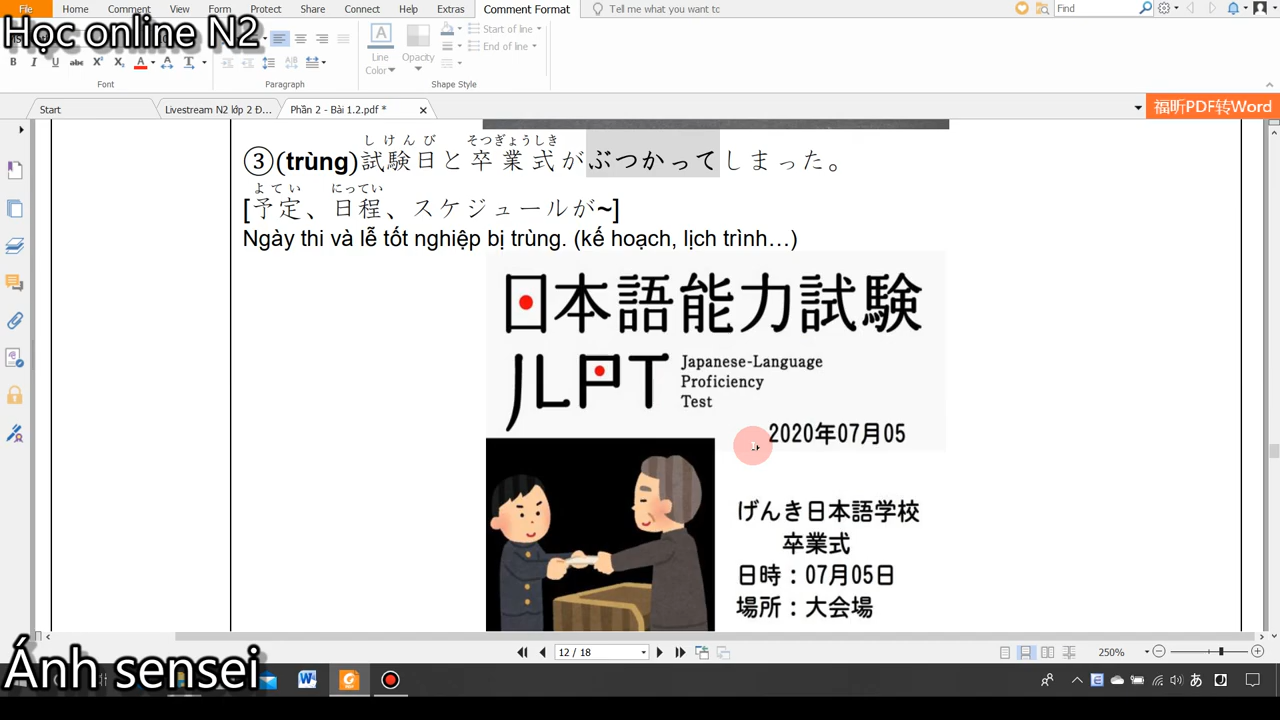 File Home Comment View Form Protect Share Connect Help Extras Comment Format Tell me what you want tc Find
Học online N2
B I U abc X² X₂ A A T
Line Color
Opacity
Start of line
End of line
Font Paragraph Shape Style
Start Livestream N2 lớp 2 Đ... Phần 2 - Bài 1.2.pdf * 福昕PDF转Word
しけんび そつぎょうしき
③(trùng)試験日と卒業式がぶつかってしまった。
よてい にってい
[予定、日程、スケジュールが~]
Ngày thi và lễ tốt nghiệp bị trùng. (kế hoạch, lịch trình…)
日本語能力試験
JLPT
Japanese-Language
Proficiency
Test
2020年07月05
げんき日本語学校
卒業式
日時：07月05日
場所：大会場
12 / 18 250%
Ánh sensei